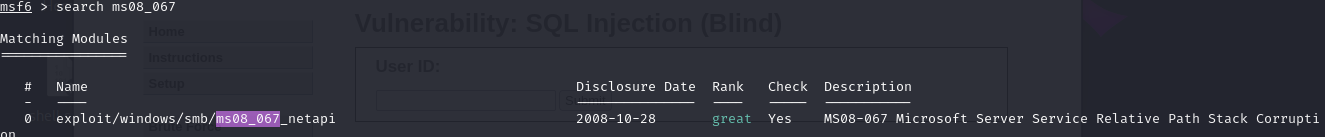 msf6 > search ms08_067
Vulnerability: SQL Injection (Blind)
Home
Matching Modules
Instructions
User ID:
Setup
#  Name  Disclosure Date  Rank  Check  Description
-  ----  ---------------  ----  -----  -----------
0  exploit/windows/smb/ms08_067_netapi  2008-10-28  great  Yes  MS08-067 Microsoft Server Service Relative Path Stack Corrupti
on